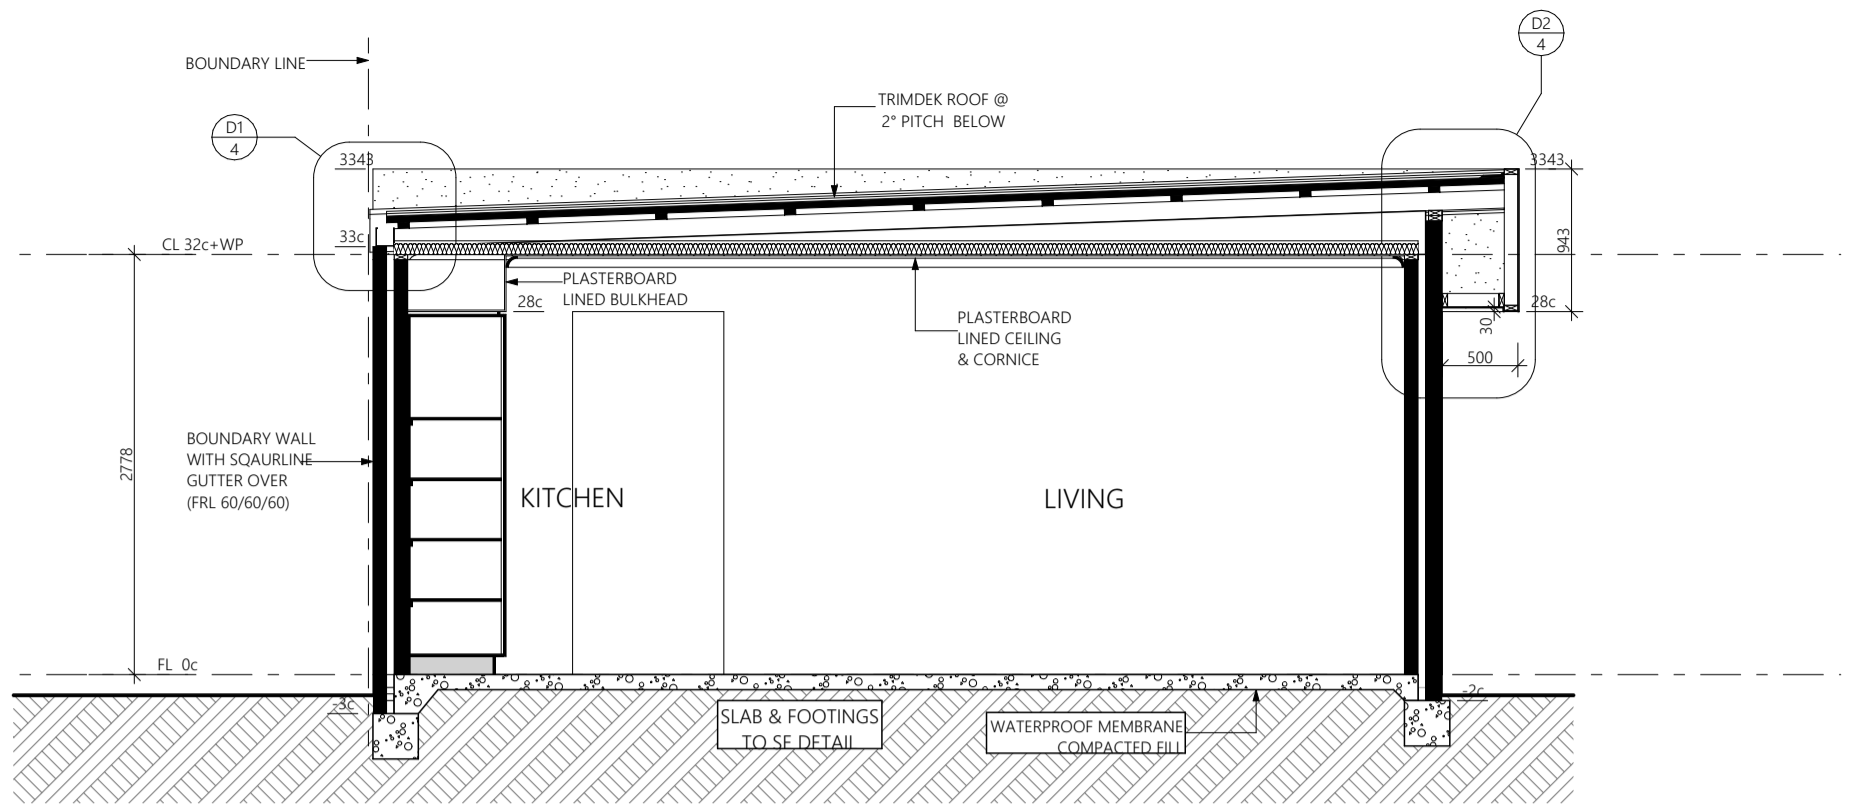 D2
4
BOUNDARY LINE
TRIMDEK ROOF @
2° PITCH BELOW
D1
4
3343
3343
33c
CL 32c+WP
943
PLASTERBOARD
LINED BULKHEAD
28c
28c
PLASTERBOARD
LINED CEILING
& CORNICE
30
500
BOUNDARY WALL
WITH SQAURLINE
GUTTER OVER
(FRL 60/60/60)
2778
KITCHEN
LIVING
FL 0c
-3c
-2c
SLAB & FOOTINGS
TO SE DETAIL
WATERPROOF MEMBRANE
COMPACTED FILL